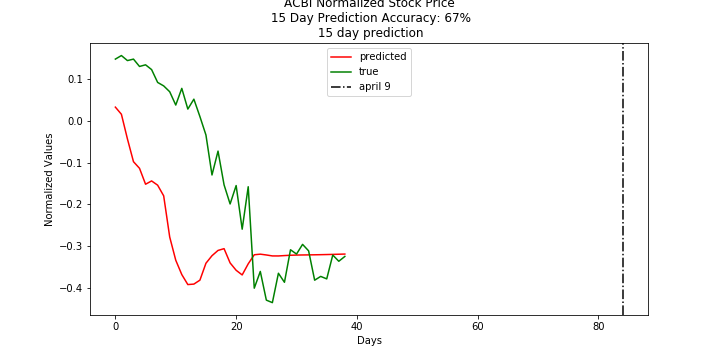 ACBI Normalized Stock Price
15 Day Prediction Accuracy: 67%
15 day prediction
predicted
true
april 9
Normalized Values
0.1
0.0
−0.1
−0.2
−0.3
−0.4
0 20 40 60 80
Days